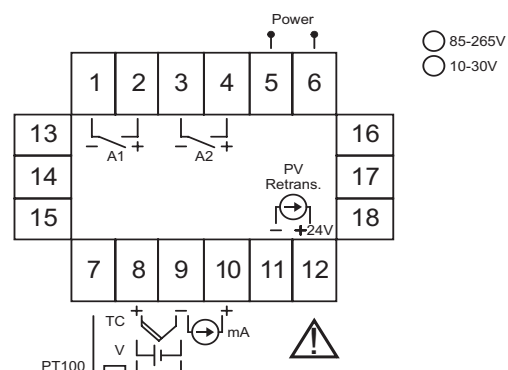 Power
85-265V
10-30V
1 2 3 4 5 6
13 16
− A1 + − A2 +
14 17
PV
Retrans.
15 18
− +24V
7 8 9 10 11 12
TC + − + mA
V
PT100